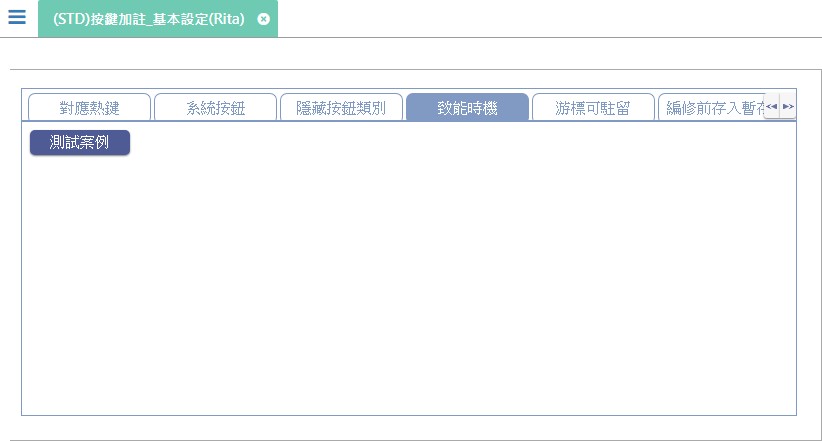 (STD)按鍵加註_基本設定(Rita)
對應熱鍵
系統按鈕
隱藏按鈕類別
致能時機
游標可駐留
編修前存入暫存
測試案例